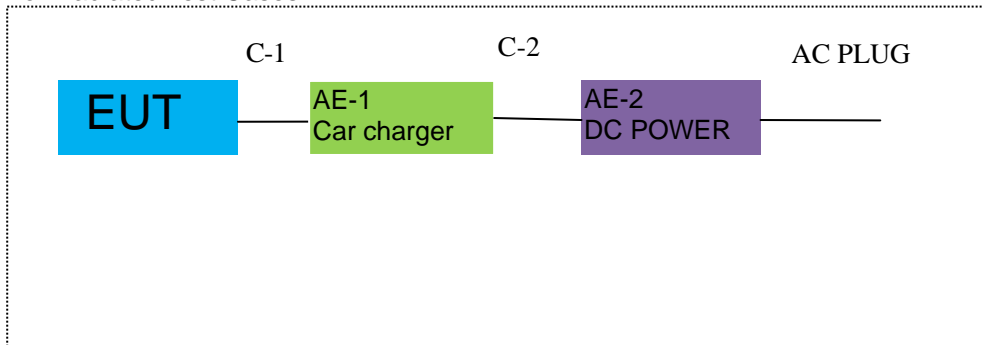 C-1
C-2
AC PLUG
EUT
AE-1
Car charger
AE-2
DC POWER